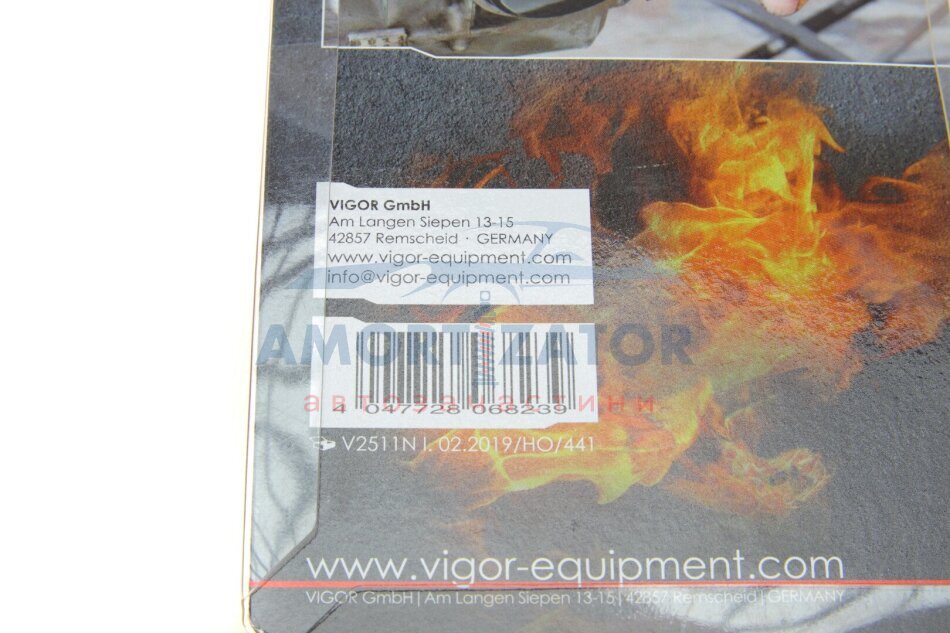 VIGOR GmbH
Am Langen Siepen 13-15
42857 Remscheid · GERMANY
www.vigor-equipment.com
info@vigor-equipment.com
AMORTIZATOR
автозапчастини
4 047728 068239
V2511N I. 02.2019/HO/441
www.vigor-equipment.com
VIGOR GmbH | Am Langen Siepen 13-15 | 42857 Remscheid | GERMANY